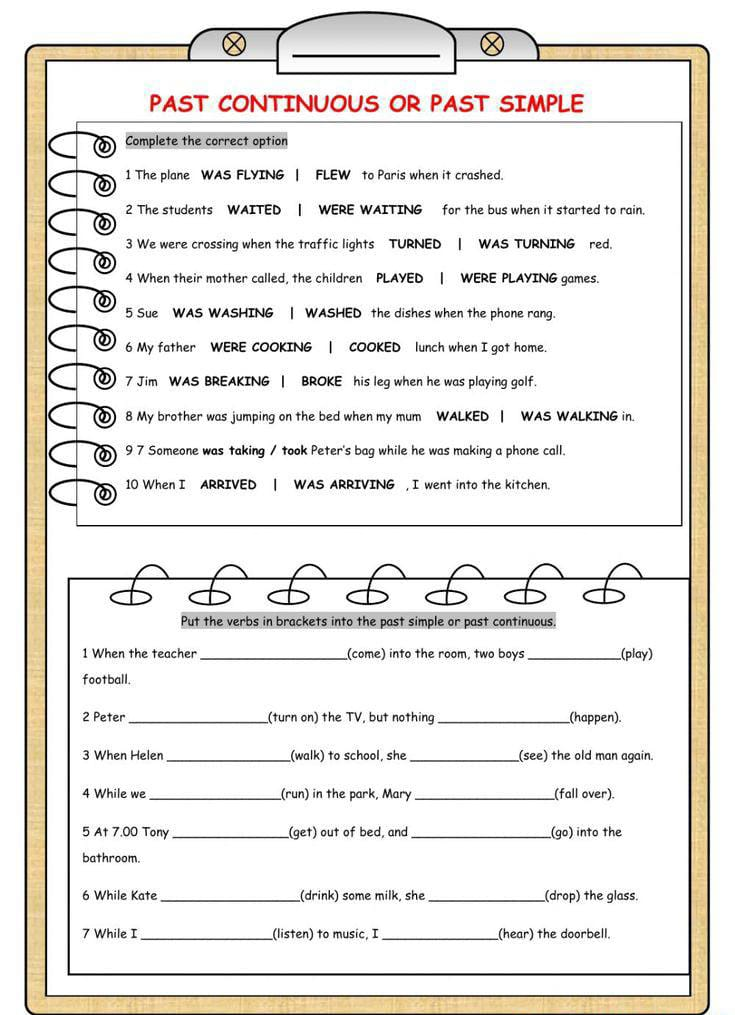 PAST CONTINUOUS OR PAST SIMPLE
Complete the correct option
1 The plane WAS FLYING | FLEW to Paris when it crashed.
2 The students WAITED | WERE WAITING for the bus when it started to rain.
3 We were crossing when the traffic lights TURNED | WAS TURNING red.
4 When their mother called, the children PLAYED | WERE PLAYING games.
5 Sue WAS WASHING | WASHED the dishes when the phone rang.
6 My father WERE COOKING | COOKED lunch when I got home.
7 Jim WAS BREAKING | BROKE his leg when he was playing golf.
8 My brother was jumping on the bed when my mum WALKED | WAS WALKING in.
9 7 Someone was taking / took Peter's bag while he was making a phone call.
10 When I ARRIVED | WAS ARRIVING , I went into the kitchen.
Put the verbs in brackets into the past simple or past continuous.
1 When the teacher ____________________(come) into the room, two boys _____________(play)
football.
2 Peter ___________________(turn on) the TV, but nothing __________________(happen).
3 When Helen _________________(walk) to school, she _______________(see) the old man again.
4 While we __________________(run) in the park, Mary ___________________(fall over).
5 At 7.00 Tony ________________(get) out of bed, and ___________________(go) into the
bathroom.
6 While Kate ___________________(drink) some milk, she ________________(drop) the glass.
7 While I __________________(listen) to music, I ________________(hear) the doorbell.